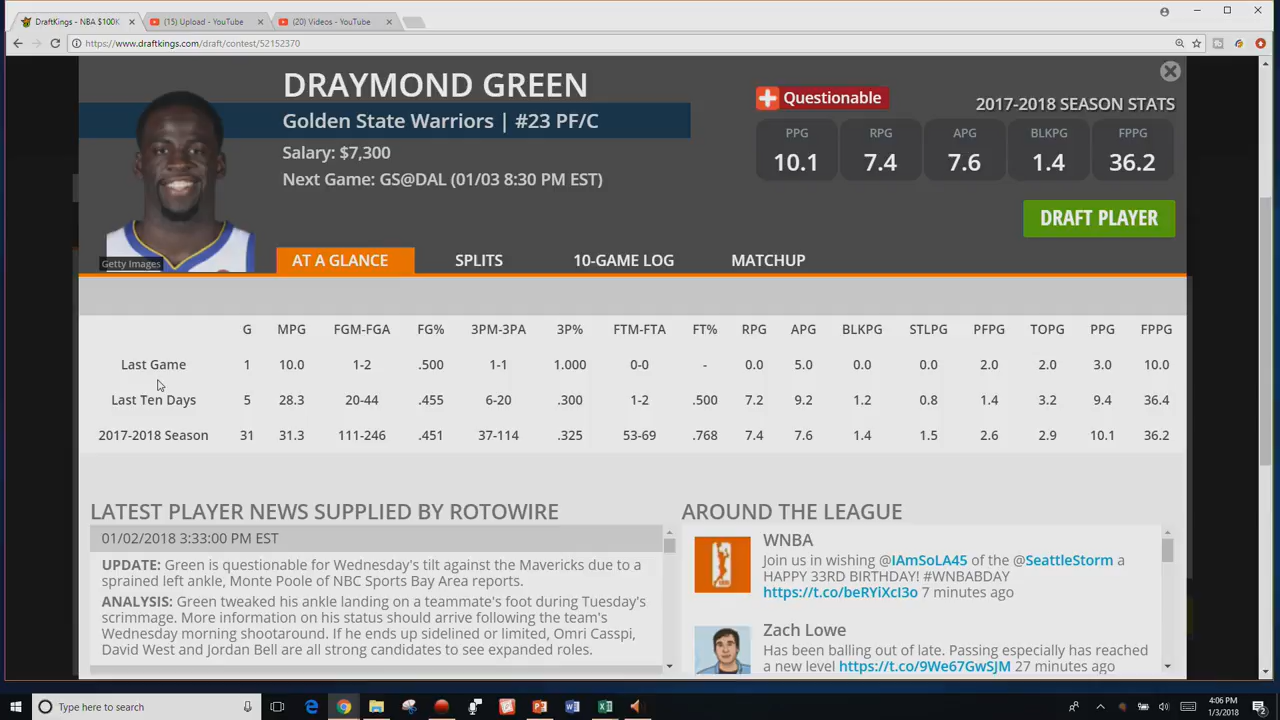 DraftKings - NBA $100K
(15) Upload - YouTube
(20) Videos - YouTube
https://www.draftkings.com/draft/contest/52152370
DRAYMOND GREEN
Golden State Warriors | #23 PF/C
Salary: $7,300
Next Game: GS@DAL (01/03 8:30 PM EST)
Getty Images
Questionable
2017-2018 SEASON STATS
PPG RPG APG BLKPG FPPG
10.1 7.4 7.6 1.4 36.2
DRAFT PLAYER
AT A GLANCE SPLITS 10-GAME LOG MATCHUP
G MPG FGM-FGA FG% 3PM-3PA 3P% FTM-FTA FT% RPG APG BLKPG STLPG PFPG TOPG PPG FPPG
Last Game 1 10.0 1-2 .500 1-1 1.000 0-0 - 0.0 5.0 0.0 0.0 2.0 2.0 3.0 10.0
Last Ten Days 5 28.3 20-44 .455 6-20 .300 1-2 .500 7.2 9.2 1.2 0.8 1.4 3.2 9.4 36.4
2017-2018 Season 31 31.3 111-246 .451 37-114 .325 53-69 .768 7.4 7.6 1.4 1.5 2.6 2.9 10.1 36.2
LATEST PLAYER NEWS SUPPLIED BY ROTOWIRE
01/02/2018 3:33:00 PM EST
UPDATE: Green is questionable for Wednesday's tilt against the Mavericks due to a
sprained left ankle, Monte Poole of NBC Sports Bay Area reports.
ANALYSIS: Green tweaked his ankle landing on a teammate's foot during Tuesday's
scrimmage. More information on his status should arrive following the team's
Wednesday morning shootaround. If he ends up sidelined or limited, Omri Casspi,
David West and Jordan Bell are all strong candidates to see expanded roles.
AROUND THE LEAGUE
WNBA
Join us in wishing @IAmSoLA45 of the @SeattleStorm a
HAPPY 33RD BIRTHDAY! #WNBABDAY
https://t.co/beRYiXcI3o 7 minutes ago
Zach Lowe
Has been balling out of late. Passing especially has reached
a new level https://t.co/9We67GwSJM 27 minutes ago
Type here to search
4:06 PM
1/3/2018